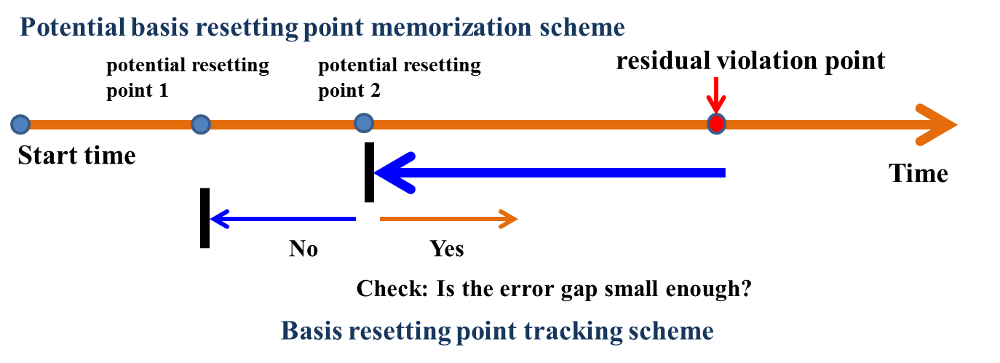 Potential basis resetting point memorization scheme
potential resetting
point 1
potential resetting
point 2
residual violation point
Start time
Time
No
Yes
Check: Is the error gap small enough?
Basis resetting point tracking scheme